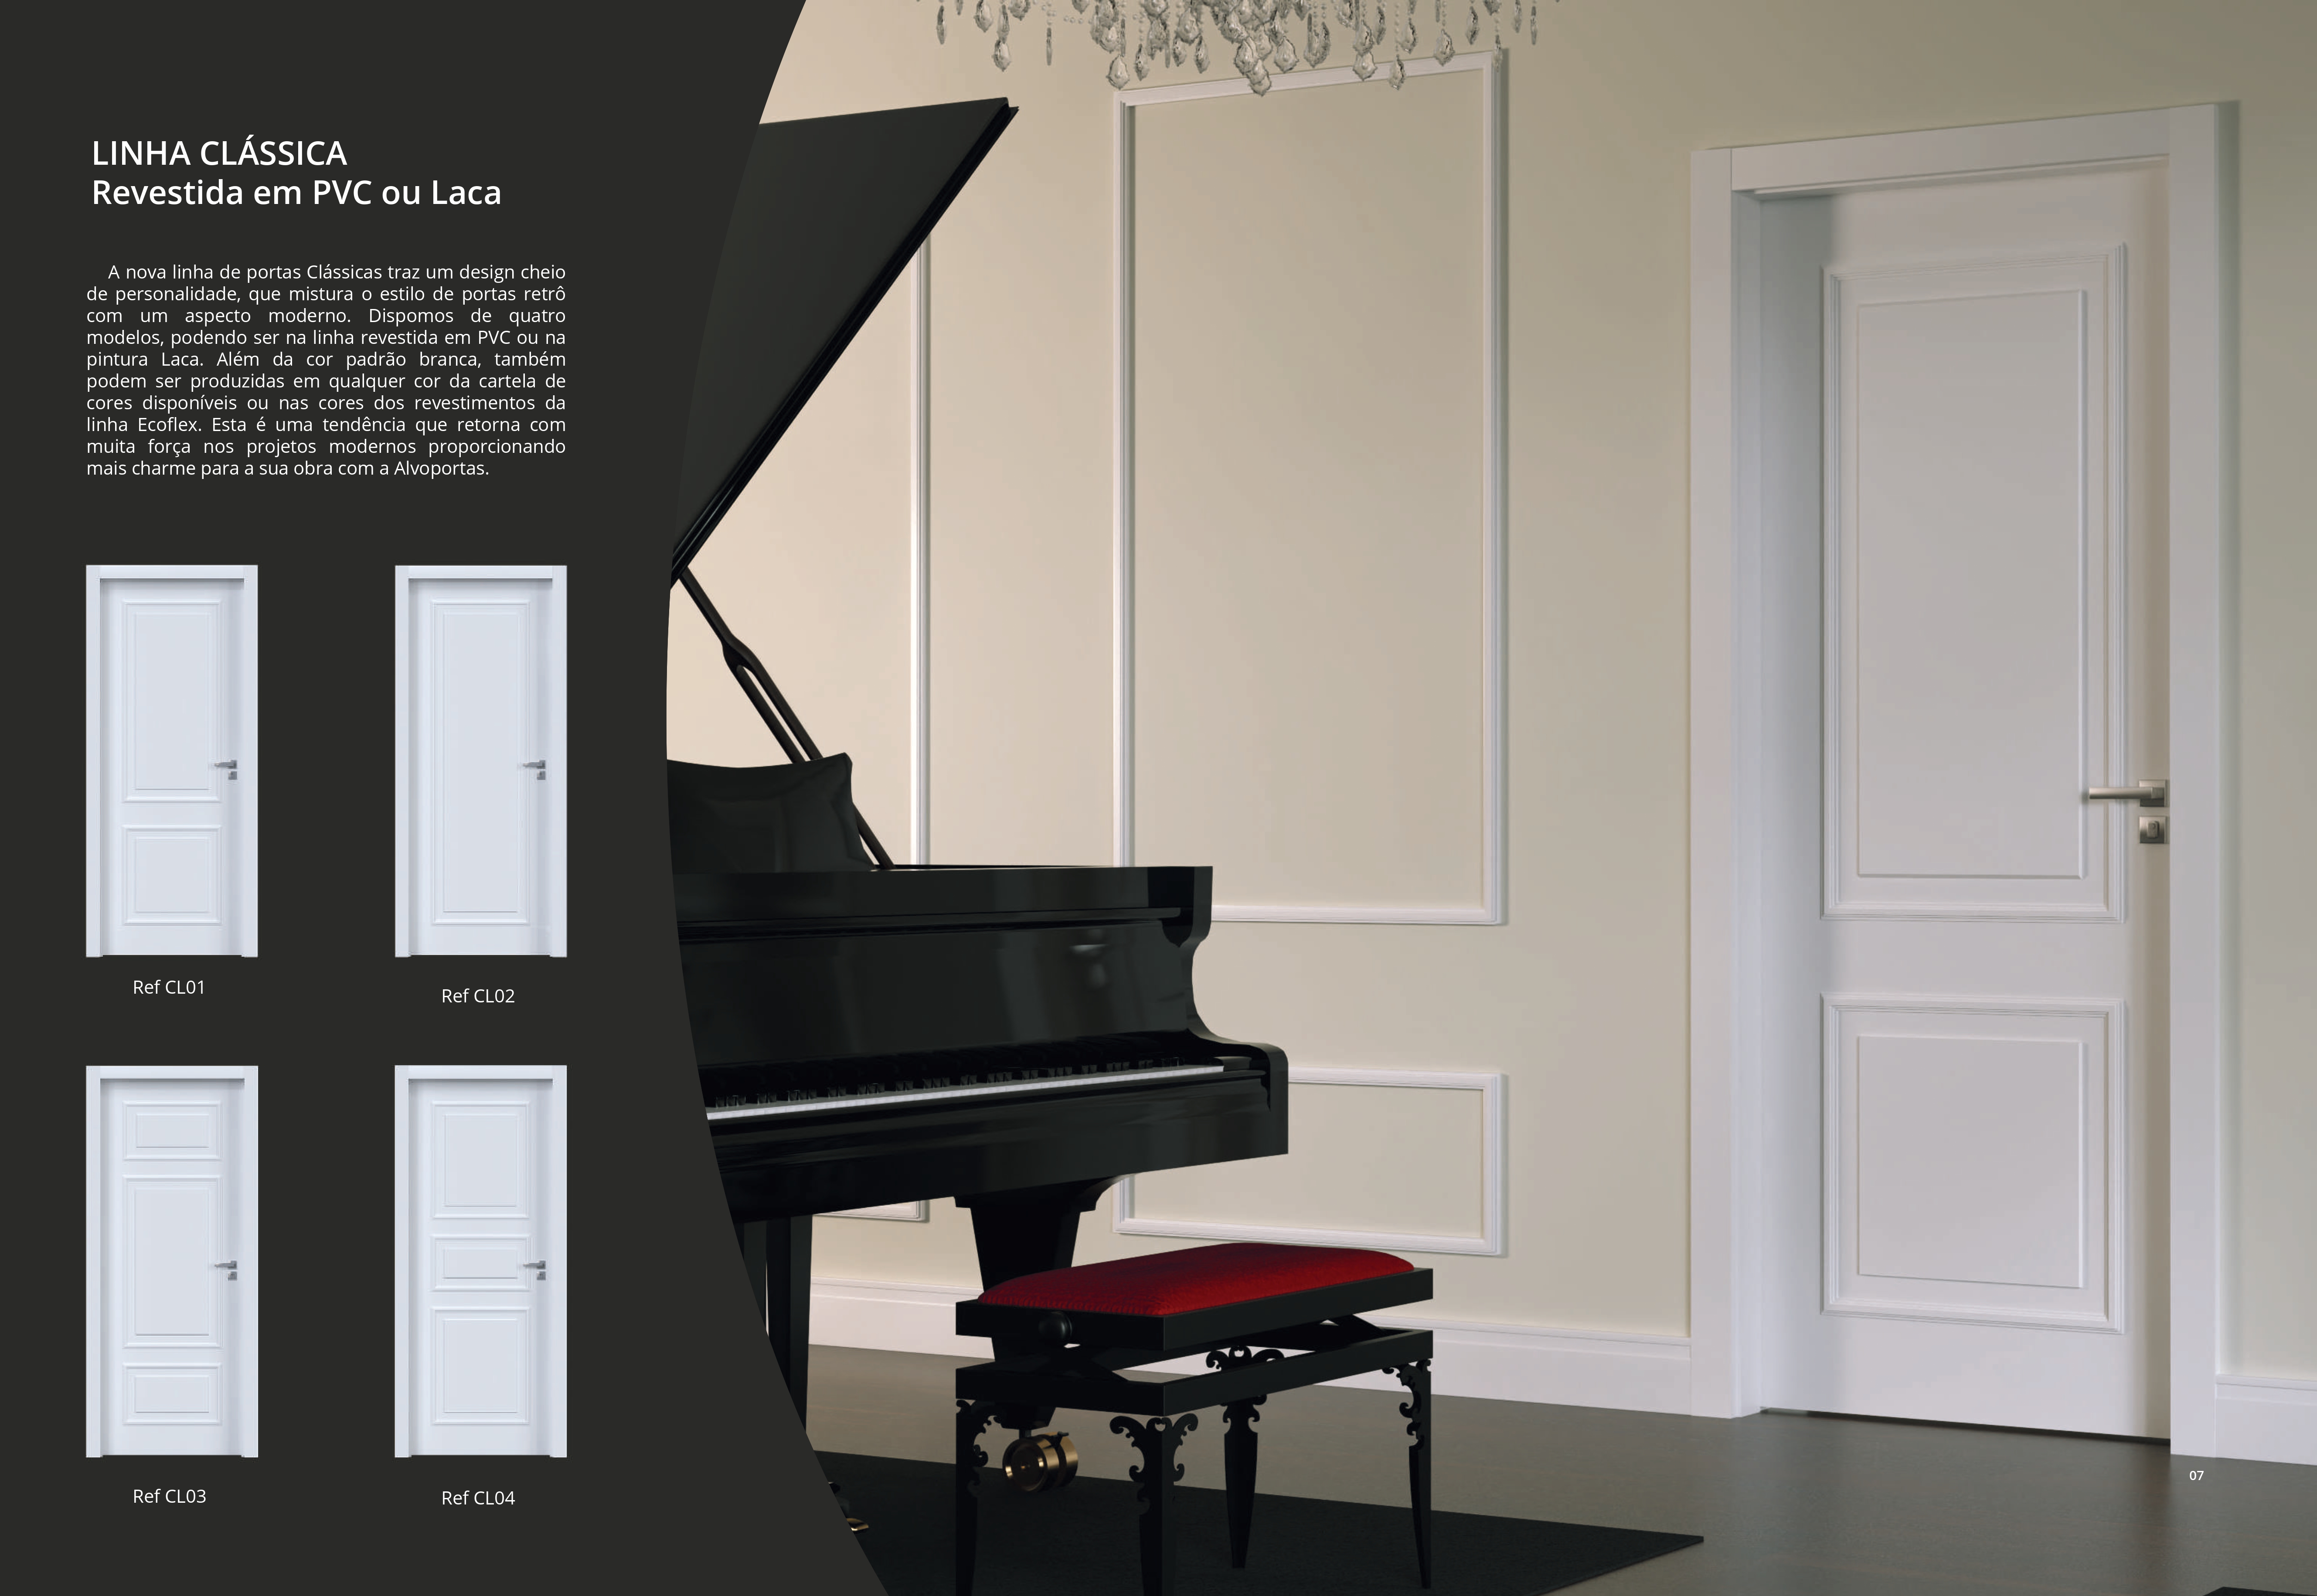 LINHA CLÁSSICA
Revestida em PVC ou Laca
A nova linha de portas Clássicas traz um design cheio
de personalidade, que mistura o estilo de portas retrô
com um aspecto moderno. Dispomos de quatro
modelos, podendo ser na linha revestida em PVC ou na
pintura Laca. Além da cor padrão branca, também
podem ser produzidas em qualquer cor da cartela de
cores disponíveis ou nas cores dos revestimentos da
linha Ecoflex. Esta é uma tendência que retorna com
muita força nos projetos modernos proporcionando
mais charme para a sua obra com a Alvoportas.
Ref CL01
Ref CL02
Ref CL03
Ref CL04
07